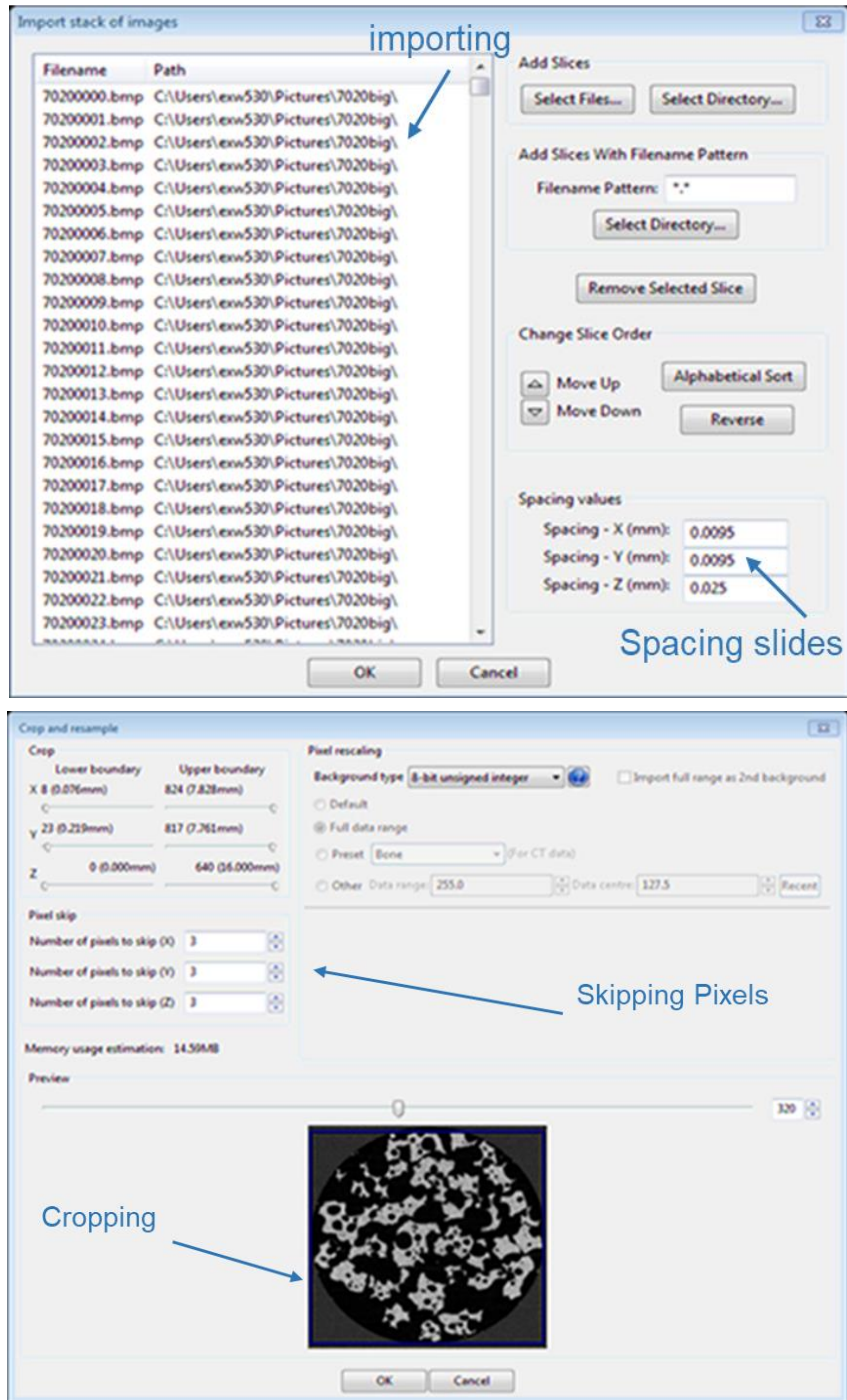 Import stack of images
importing
Filename Path
70200000.bmp C:\Users\exw530\Pictures\7020big\
70200001.bmp C:\Users\exw530\Pictures\7020big\
70200002.bmp C:\Users\exw530\Pictures\7020big\
70200003.bmp C:\Users\exw530\Pictures\7020big\
70200004.bmp C:\Users\exw530\Pictures\7020big\
70200005.bmp C:\Users\exw530\Pictures\7020big\
70200006.bmp C:\Users\exw530\Pictures\7020big\
70200007.bmp C:\Users\exw530\Pictures\7020big\
70200008.bmp C:\Users\exw530\Pictures\7020big\
70200009.bmp C:\Users\exw530\Pictures\7020big\
70200010.bmp C:\Users\exw530\Pictures\7020big\
70200011.bmp C:\Users\exw530\Pictures\7020big\
70200012.bmp C:\Users\exw530\Pictures\7020big\
70200013.bmp C:\Users\exw530\Pictures\7020big\
70200014.bmp C:\Users\exw530\Pictures\7020big\
70200015.bmp C:\Users\exw530\Pictures\7020big\
70200016.bmp C:\Users\exw530\Pictures\7020big\
70200017.bmp C:\Users\exw530\Pictures\7020big\
70200018.bmp C:\Users\exw530\Pictures\7020big\
70200019.bmp C:\Users\exw530\Pictures\7020big\
70200020.bmp C:\Users\exw530\Pictures\7020big\
70200021.bmp C:\Users\exw530\Pictures\7020big\
70200022.bmp C:\Users\exw530\Pictures\7020big\
70200023.bmp C:\Users\exw530\Pictures\7020big\
Add Slices
Select Files... Select Directory...
Add Slices With Filename Pattern
Filename Pattern: *.*
Select Directory...
Remove Selected Slice
Change Slice Order
Move Up Alphabetical Sort
Move Down Reverse
Spacing values
Spacing - X (mm): 0.0095
Spacing - Y (mm): 0.0095
Spacing - Z (mm): 0.025
Spacing slides
OK Cancel
Crop and resample
Crop
Lower boundary Upper boundary
X 8 (0.076mm) 824 (7.828mm)
Y 23 (0.219mm) 817 (7.761mm)
Z 0 (0.000mm) 640 (16.000mm)
Pixel skip
Number of pixels to skip (X) 3
Number of pixels to skip (Y) 3
Number of pixels to skip (Z) 3
Memory usage estimation: 14.59MB
Pixel rescaling
Background type 8-bit unsigned integer Import full range as 2nd background
Default
Full data range
Preset Bone (For CT data)
Other Data range: 255.0 Data centre: 127.5 Recent
Skipping Pixels
Preview
320
Cropping
OK Cancel